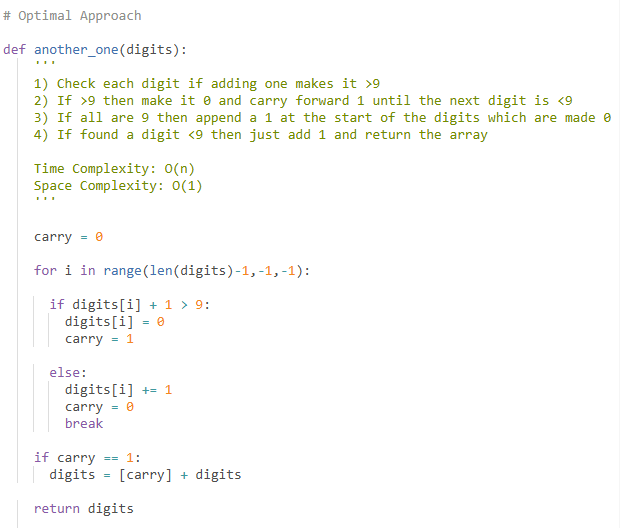 # Optimal Approach
def another_one(digits):
'''
1) Check each digit if adding one makes it >9
2) If >9 then make it 0 and carry forward 1 until the next digit is <9
3) If all are 9 then append a 1 at the start of the digits which are made 0
4) If found a digit <9 then just add 1 and return the array
Time Complexity: O(n)
Space Complexity: O(1)
'''
carry = 0
for i in range(len(digits)-1,-1,-1):
if digits[i] + 1 > 9:
digits[i] = 0
carry = 1
else:
digits[i] += 1
carry = 0
break
if carry == 1:
digits = [carry] + digits
return digits